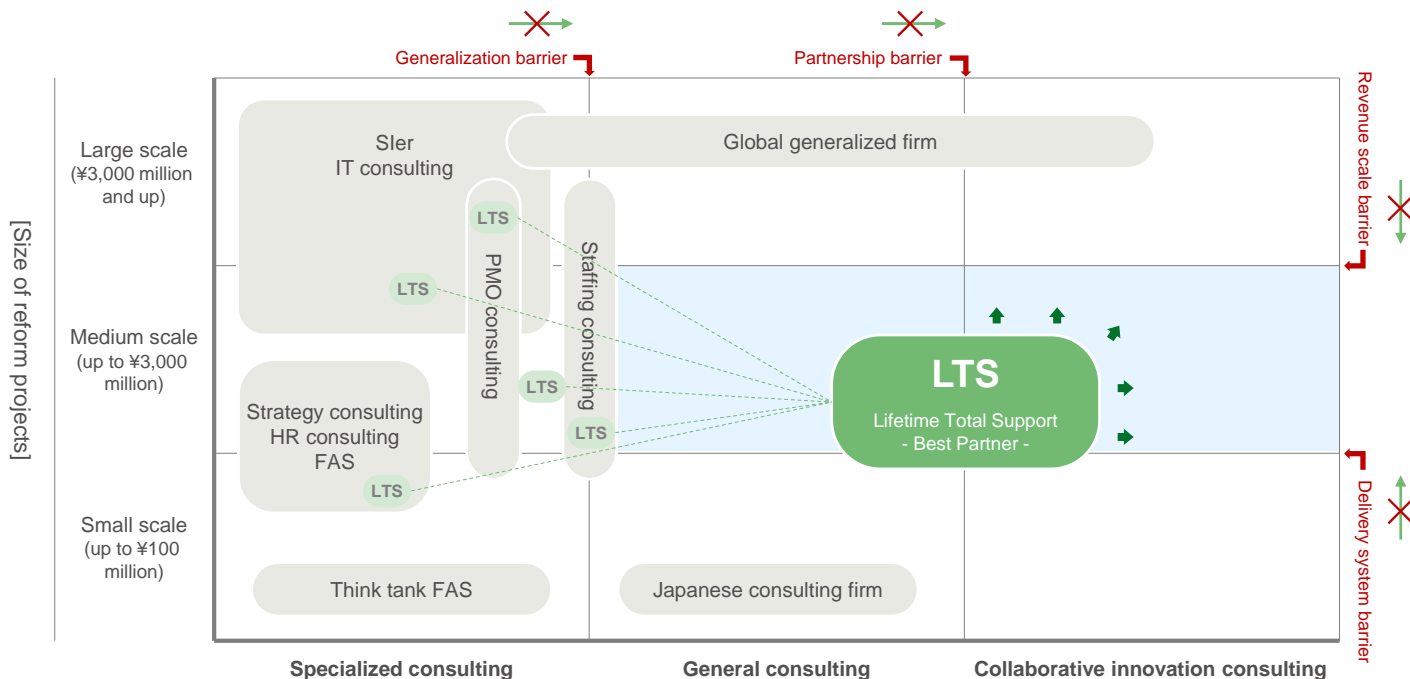 Generalization barrier
Partnership barrier
Revenue scale barrier
[Size of reform projects]
Large scale
(¥3,000 million
and up)
SIer
IT consulting
Global generalized firm
LTS
PMO consulting
Staffing consulting
LTS
Medium scale
(up to ¥3,000
million)
LTS
LTS
Lifetime Total Support
- Best Partner -
Strategy consulting
HR consulting
FAS
LTS
LTS
Delivery system barrier
Small scale
(up to ¥100
million)
Think tank FAS
Japanese consulting firm
Specialized consulting
General consulting
Collaborative innovation consulting